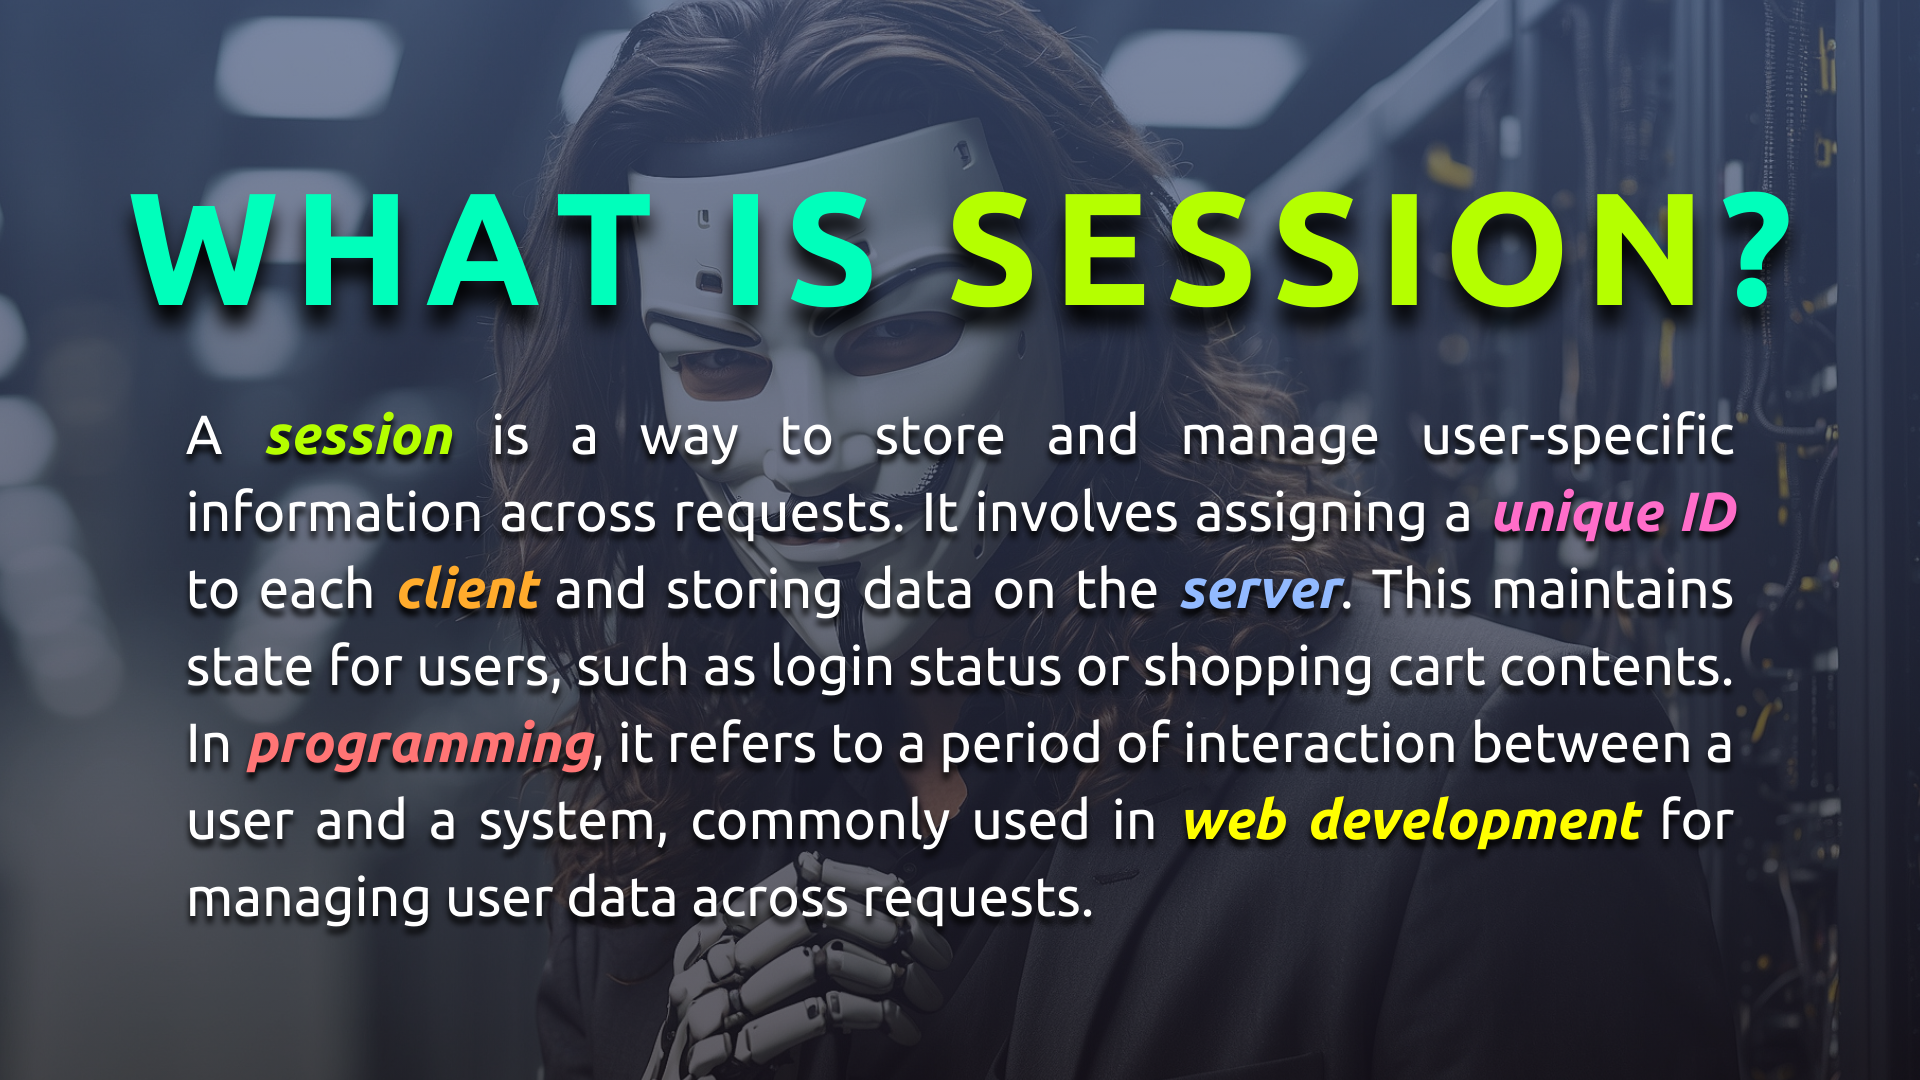 WHAT IS SESSION?
A session is a way to store and manage user-specific
information across requests. It involves assigning a unique ID
to each client and storing data on the server. This maintains
state for users, such as login status or shopping cart contents.
In programming, it refers to a period of interaction between a
user and a system, commonly used in web development for
managing user data across requests.